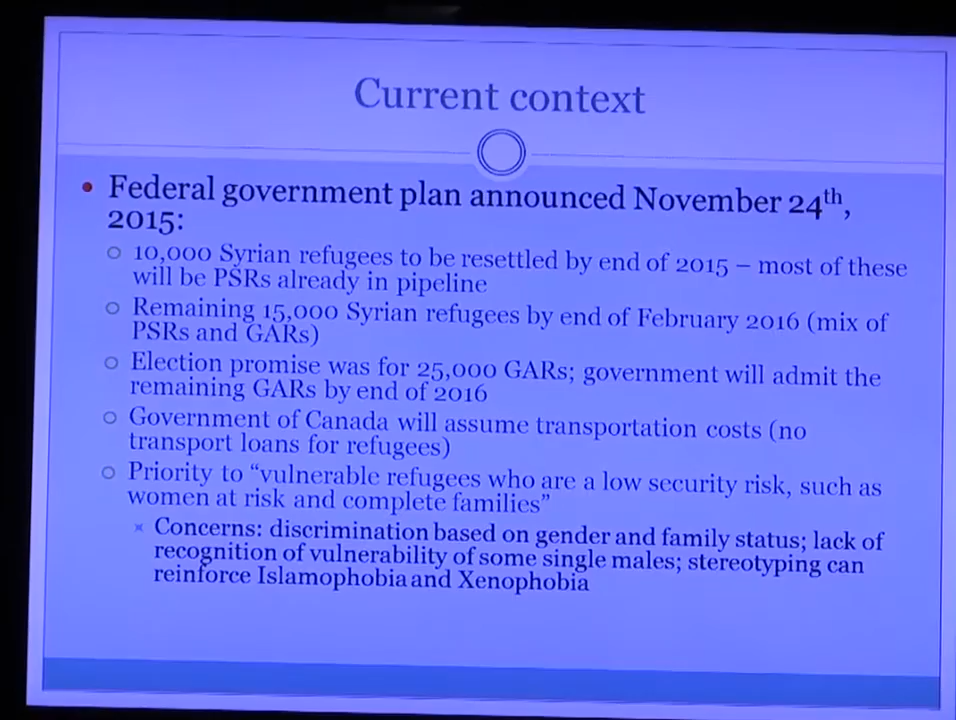 Current context
• Federal government plan announced November 24th,
2015:
○ 10,000 Syrian refugees to be resettled by end of 2015 – most of these
will be PSRs already in pipeline
○ Remaining 15,000 Syrian refugees by end of February 2016 (mix of
PSRs and GARs)
○ Election promise was for 25,000 GARs; government will admit the
remaining GARs by end of 2016
○ Government of Canada will assume transportation costs (no
transport loans for refugees)
○ Priority to “vulnerable refugees who are a low security risk, such as
women at risk and complete families”
× Concerns: discrimination based on gender and family status; lack of
recognition of vulnerability of some single males; stereotyping can
reinforce Islamophobia and Xenophobia